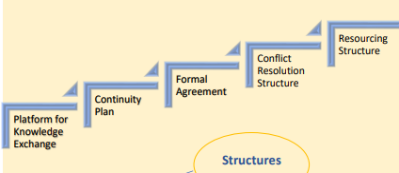 Platform for
Knowledge
Exchange
Continuity
Plan
Formal
Agreement
Conflict
Resolution
Structure
Resourcing
Structure
Structures